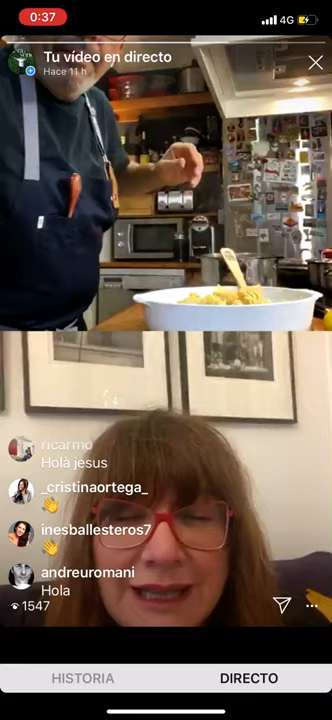 0:37
4G
Tu vídeo en directo
Hace 11 h
ricarmo
Holà jesus
_cristinaortega_
👋
inesballesteros7
👋
andreuromani
Hola
1547
HISTORIA
DIRECTO